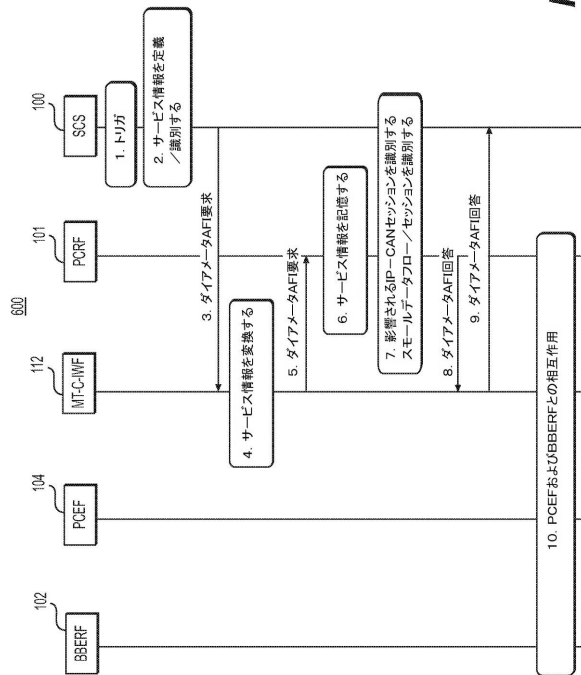 600
102
104
112
101
100
BBERF
PCEF
MT-C-IWF
PCRF
SCS
1. トリガ
2. サービス情報を定義
/識別する
3. ダイアメータAFI要求
4. サービス情報を変換する
5. ダイアメータAFI要求
6. サービス情報を記憶する
7. 影響されるIP-CANセッションを識別する
スモールデータフロー/セッションを識別する
8. ダイアメータAFI回答
9. ダイアメータAFI回答
10. PCEFおよびBBERFとの相互作用